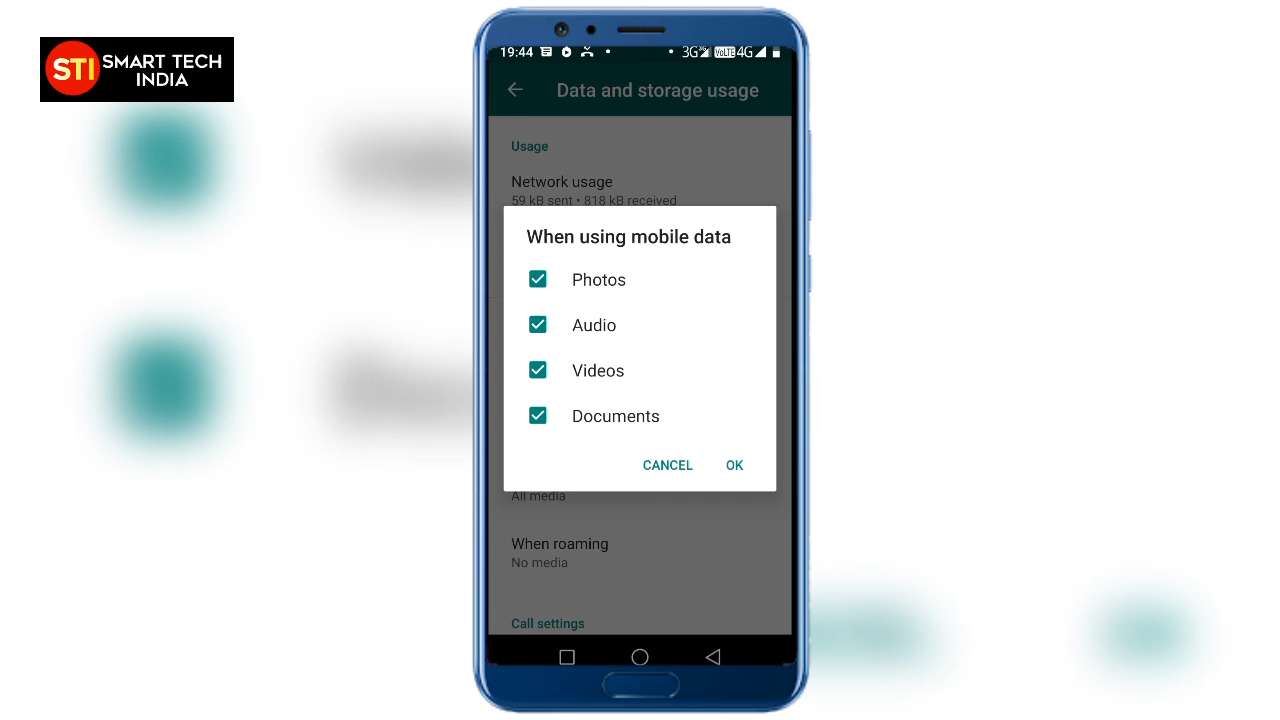 STI SMART TECH
INDIA
19:44 3G 3G VoLTE 4G
Data and storage usage
Usage
Network usage
59 kB sent • 818 kB received
When using mobile data
Photos
Audio
Videos
Documents
CANCEL OK
All media
When roaming
No media
Call settings